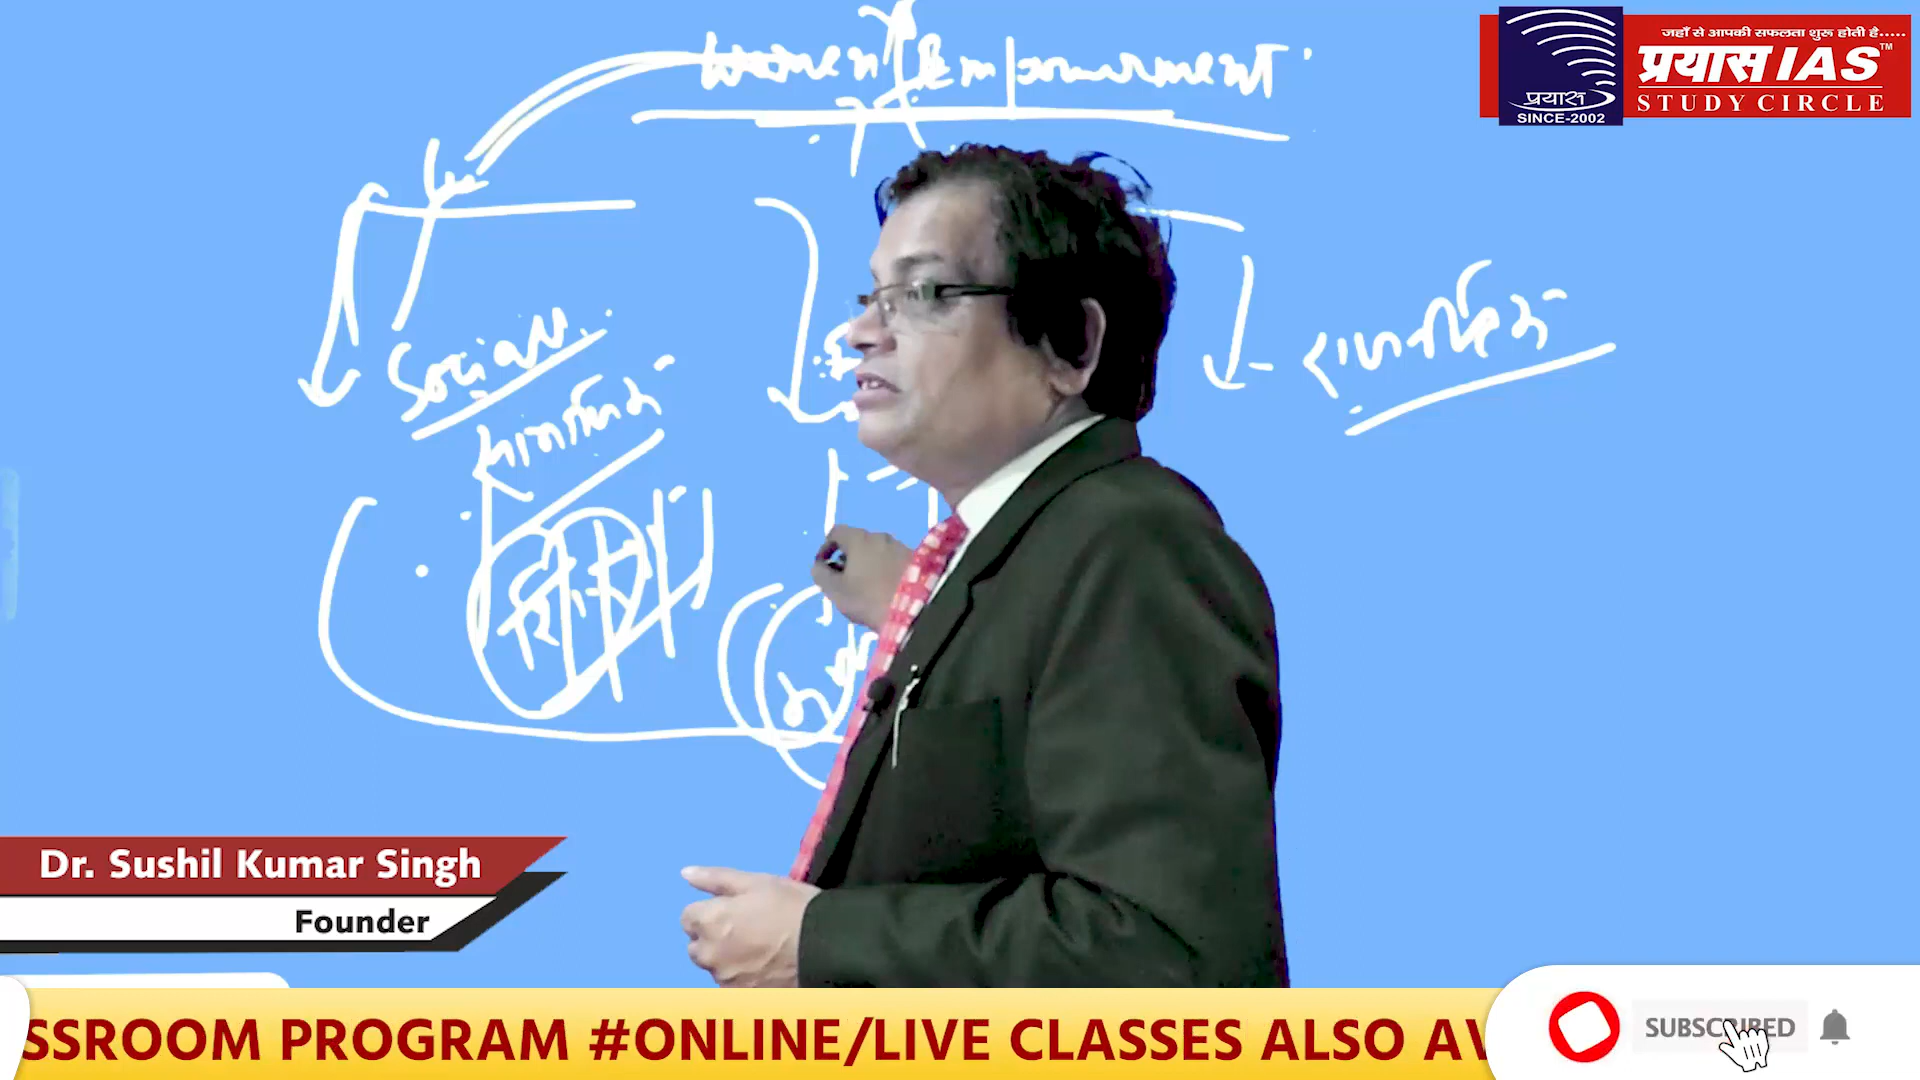 women Empowerment
जहाँ से आपकी सफलता शुरू होती है.....
प्रयास IAS™
STUDY CIRCLE
प्रयास
SINCE-2002
Social
सामाजिक
राजनीतिक
Dr. Sushil Kumar Singh
Founder
SSROOM PROGRAM #ONLINE/LIVE CLASSES ALSO AV
SUBSCRIBED